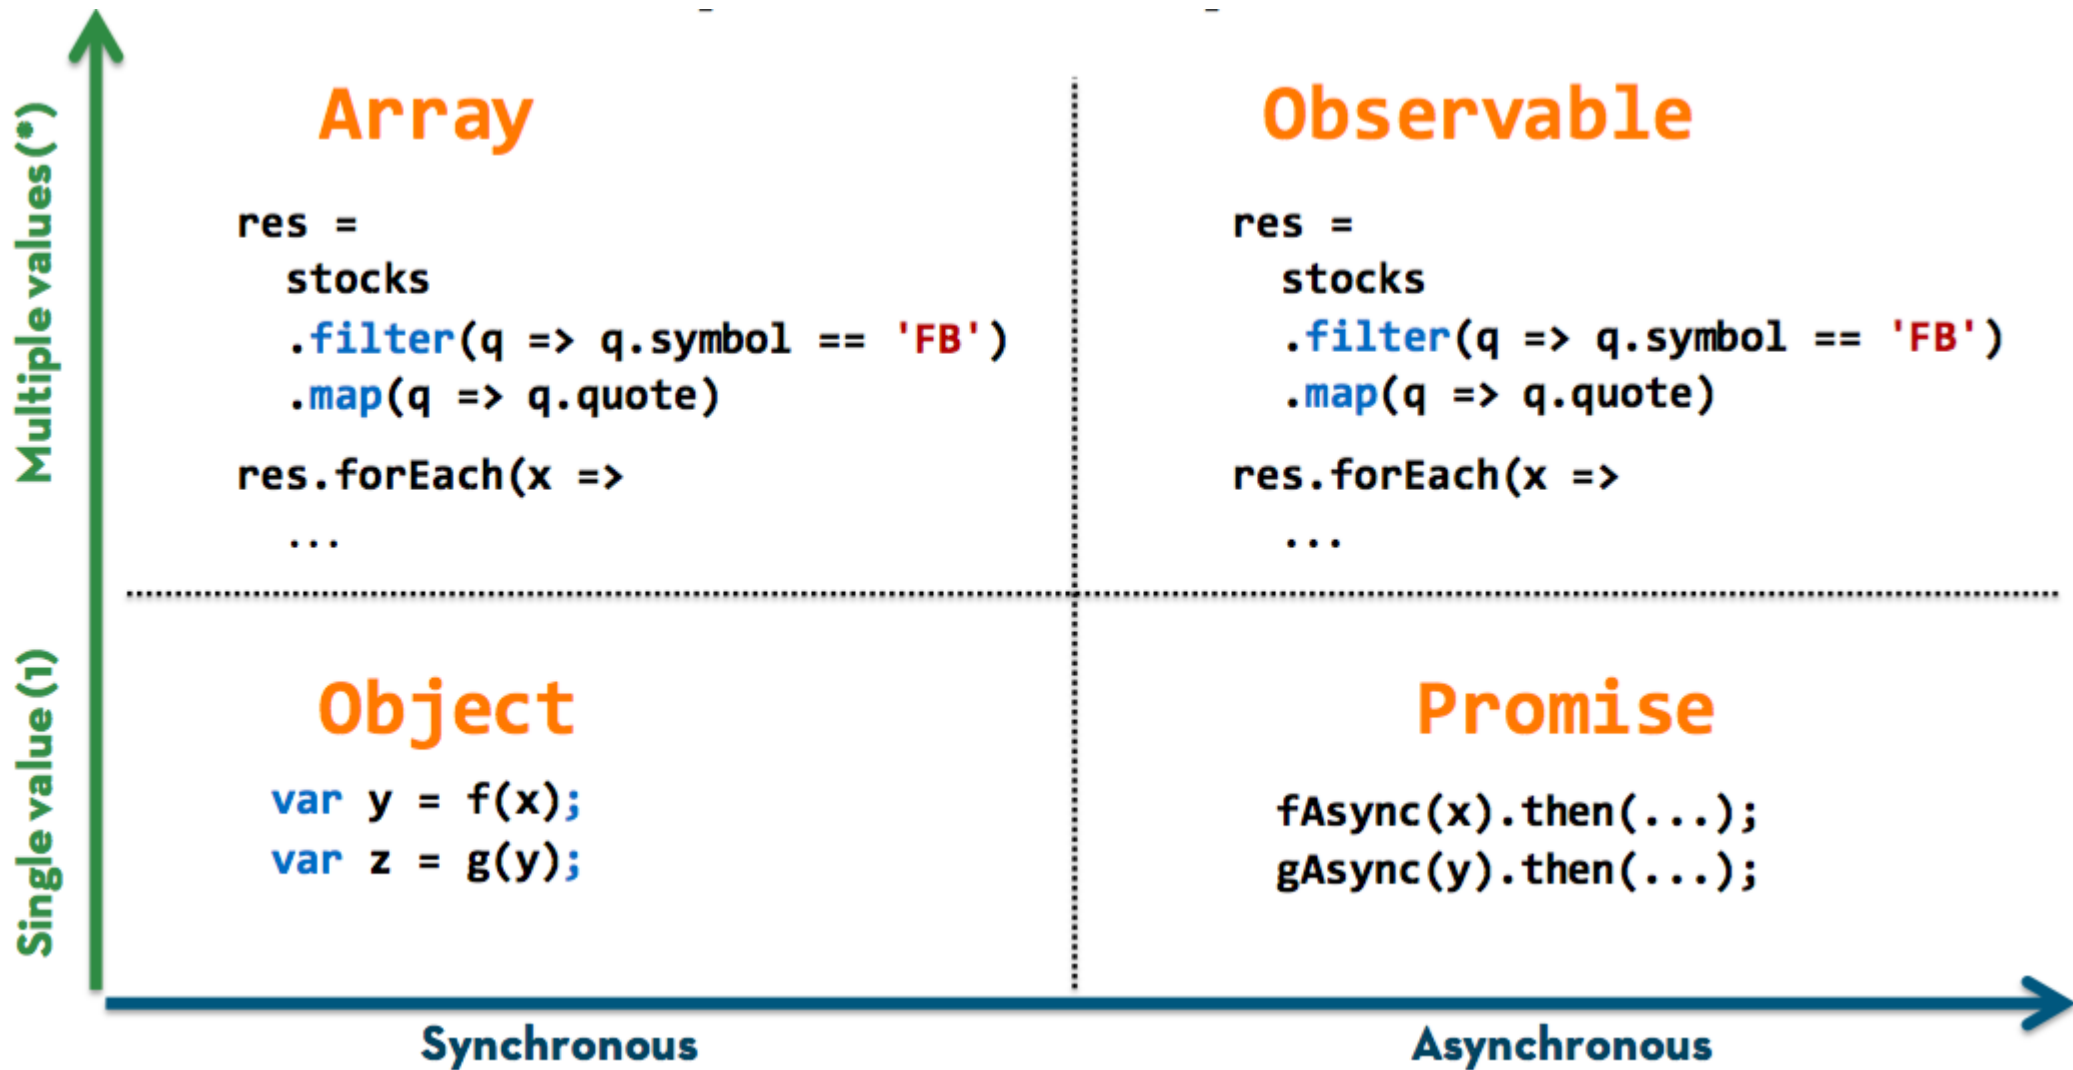 Multiple values(*)
Single value (1)
Array
res =
stocks
.filter(q => q.symbol == 'FB')
.map(q => q.quote)
res.forEach(x =>
...
Observable
res =
stocks
.filter(q => q.symbol == 'FB')
.map(q => q.quote)
res.forEach(x =>
...
Object
var y = f(x);
var z = g(y);
Promise
fAsync(x).then(...);
gAsync(y).then(...);
Synchronous
Asynchronous